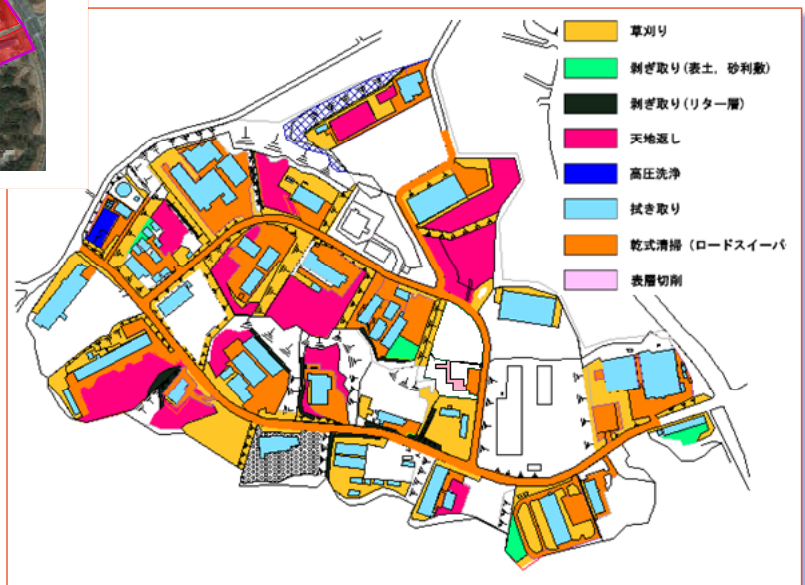 草刈り
剥ぎ取り(表土，砂利敷)
剥ぎ取り(リター層)
天地返し
高圧洗浄
拭き取り
乾式清掃（ロードスイーパ
表層切削